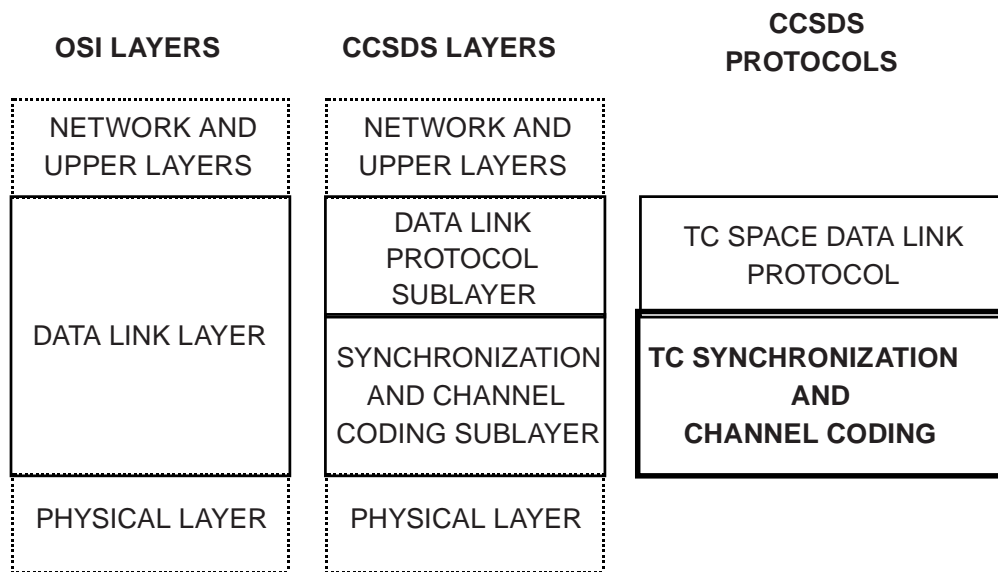 OSI LAYERS
CCSDS LAYERS
CCSDS
PROTOCOLS
NETWORK AND
UPPER LAYERS
NETWORK AND
UPPER LAYERS
DATA LINK LAYER
DATA LINK
PROTOCOL
SUBLAYER
TC SPACE DATA LINK
PROTOCOL
SYNCHRONIZATION
AND CHANNEL
CODING SUBLAYER
TC SYNCHRONIZATION
AND
CHANNEL CODING
PHYSICAL LAYER
PHYSICAL LAYER